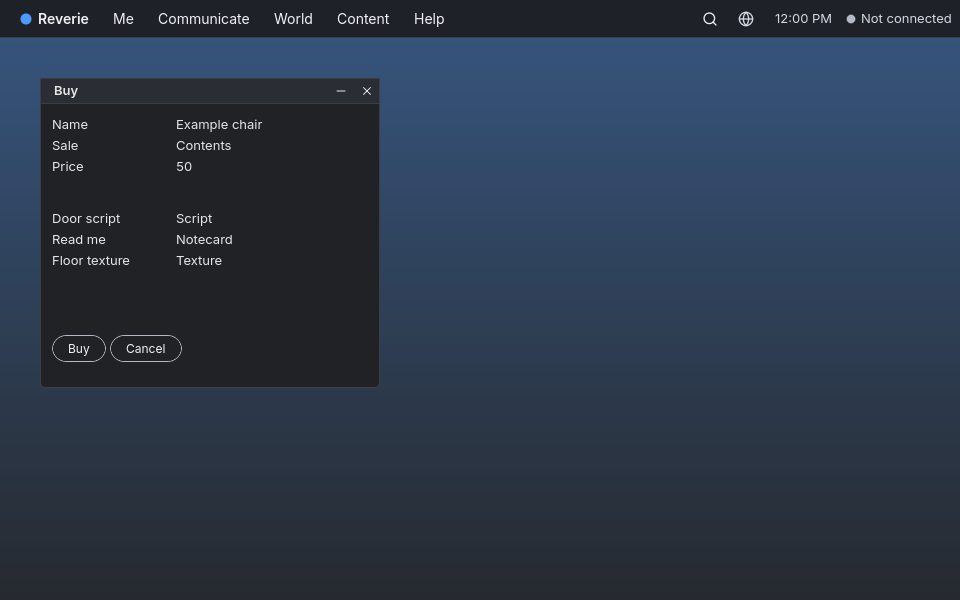 Reverie Me Communicate World Content Help 12:00 PM Not connected
Buy
Name Example chair
Sale Contents
Price 50
Door script Script
Read me Notecard
Floor texture Texture
Buy Cancel